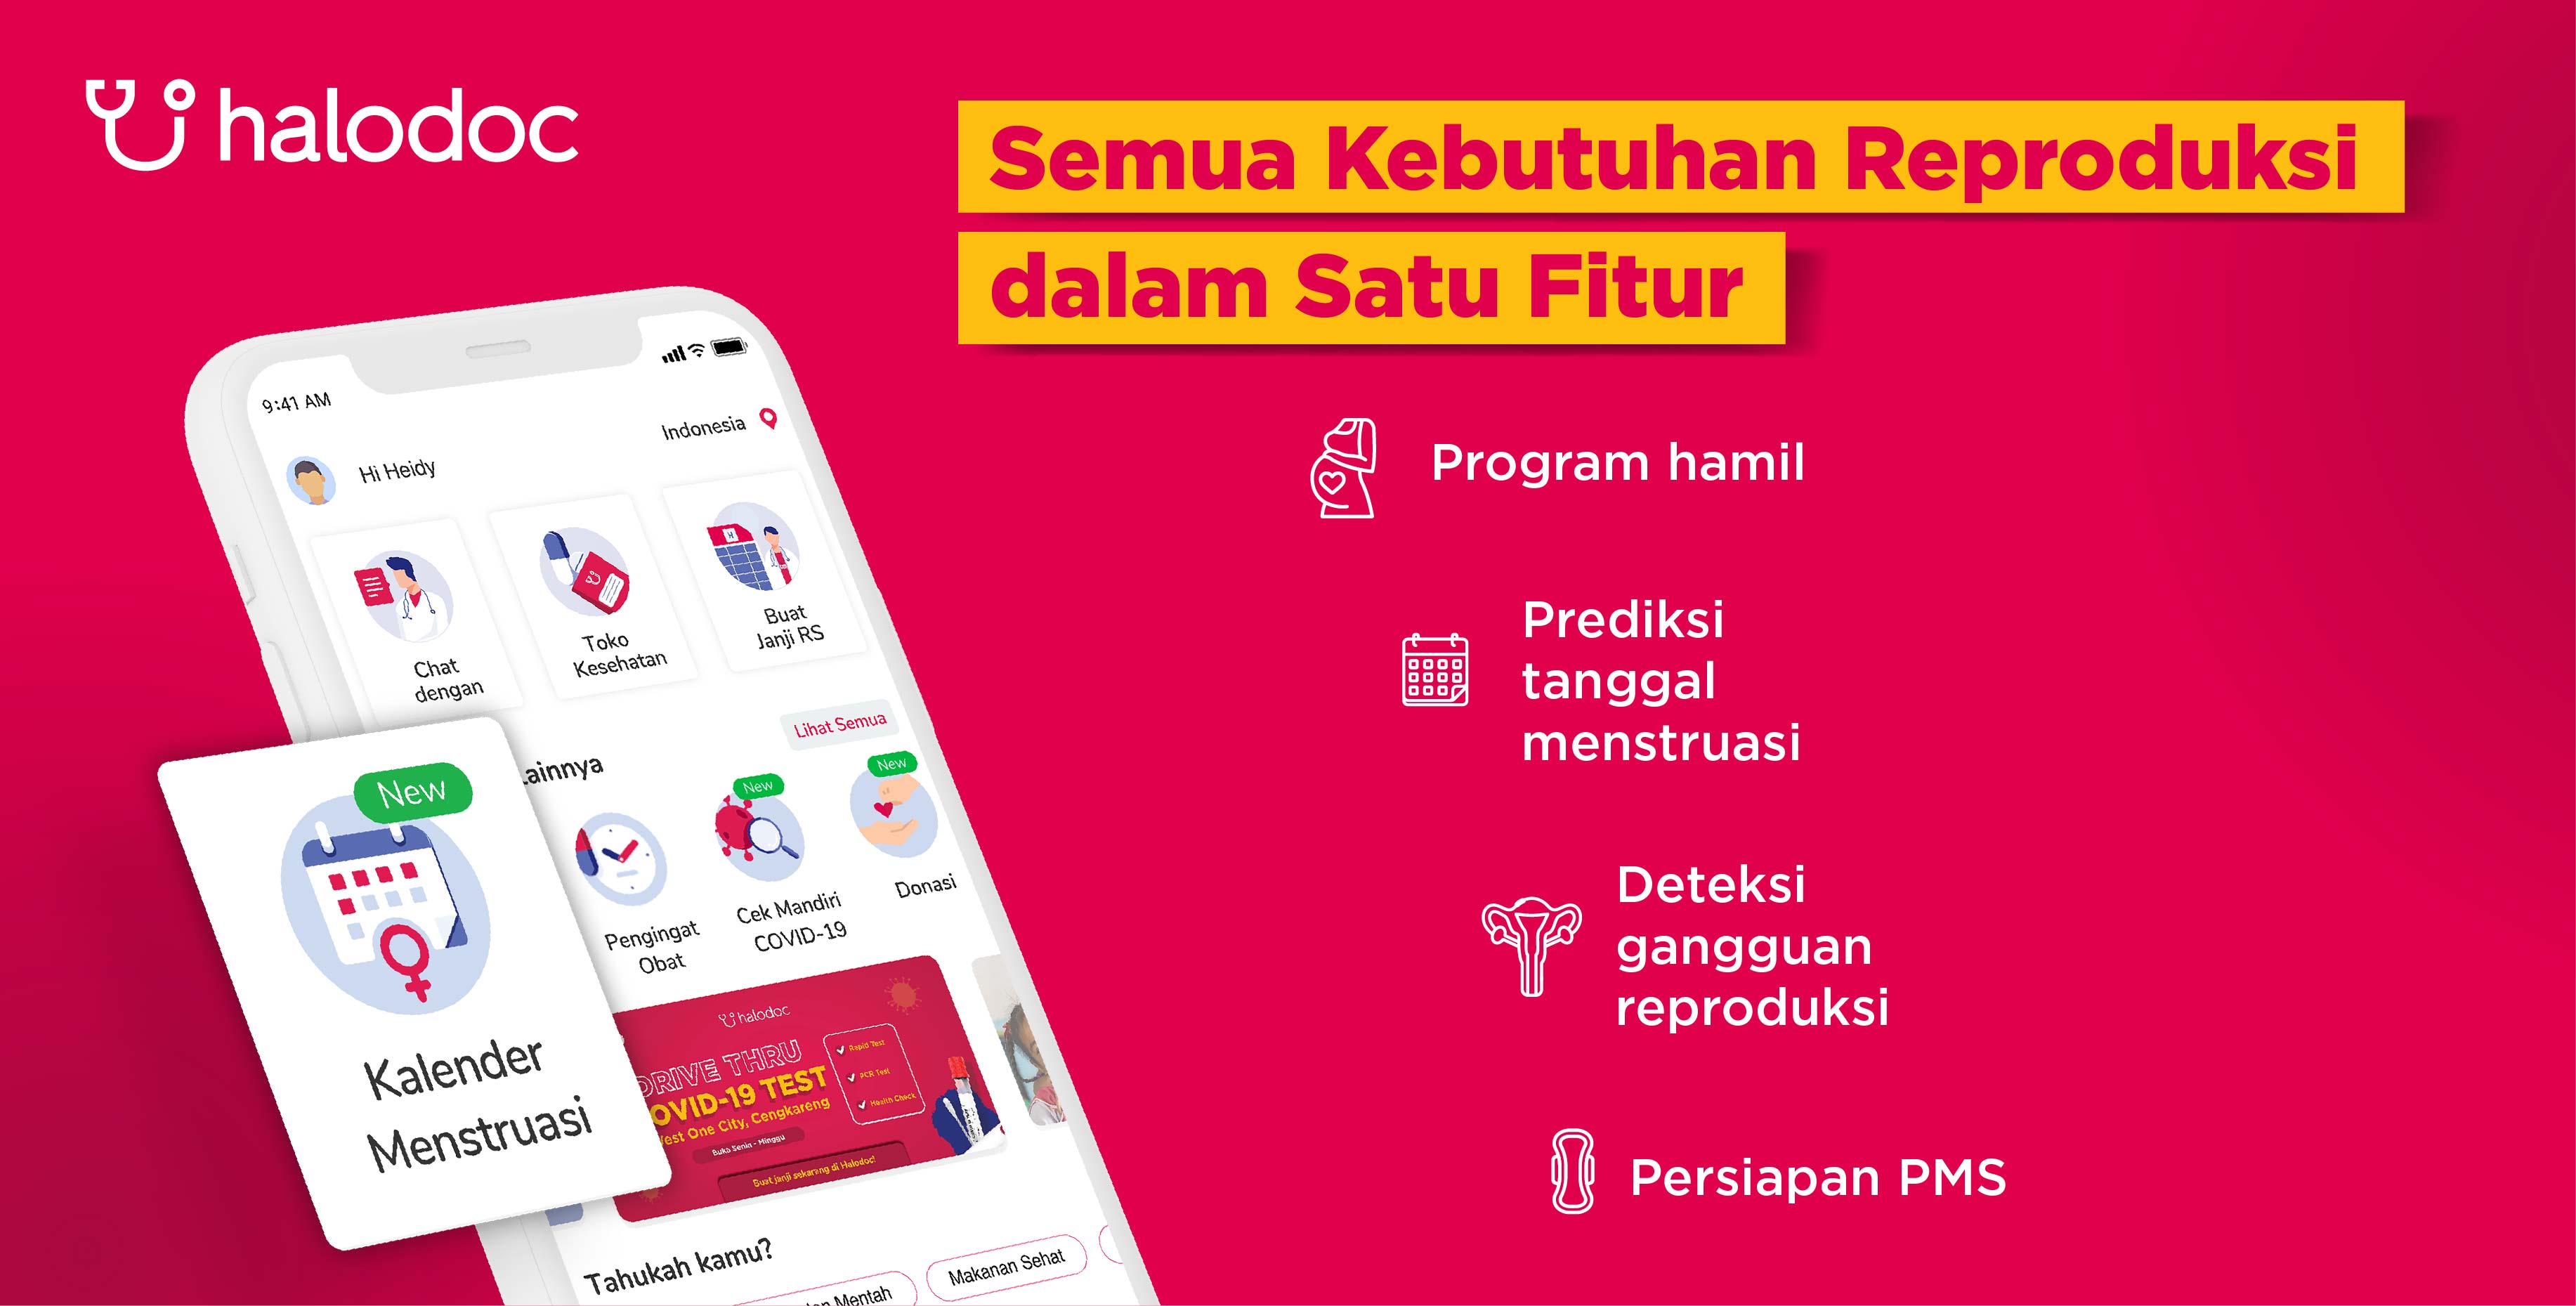 halodoc
Semua Kebutuhan Reproduksi
dalam Satu Fitur
9:41 AM
Indonesia
Hi Heidy
Chat
dengan
Toko
Kesehatan
Buat
Janji RS
Lihat Semua
Lainnya
New
Kalender
Menstruasi
Pengingat
Obat
New
Cek Mandiri
COVID-19
New
Donasi
halodoc
DRIVE THRU
COVID-19 TEST
West One City, Cengkareng
Buka Senin - Minggu
Buat janji sekarang di Halodoc!
Rapid Test
PCR Test
Health Check
Tahukah kamu?
Mentah
Makanan Sehat
Program hamil
Prediksi
tanggal
menstruasi
Deteksi
gangguan
reproduksi
Persiapan PMS